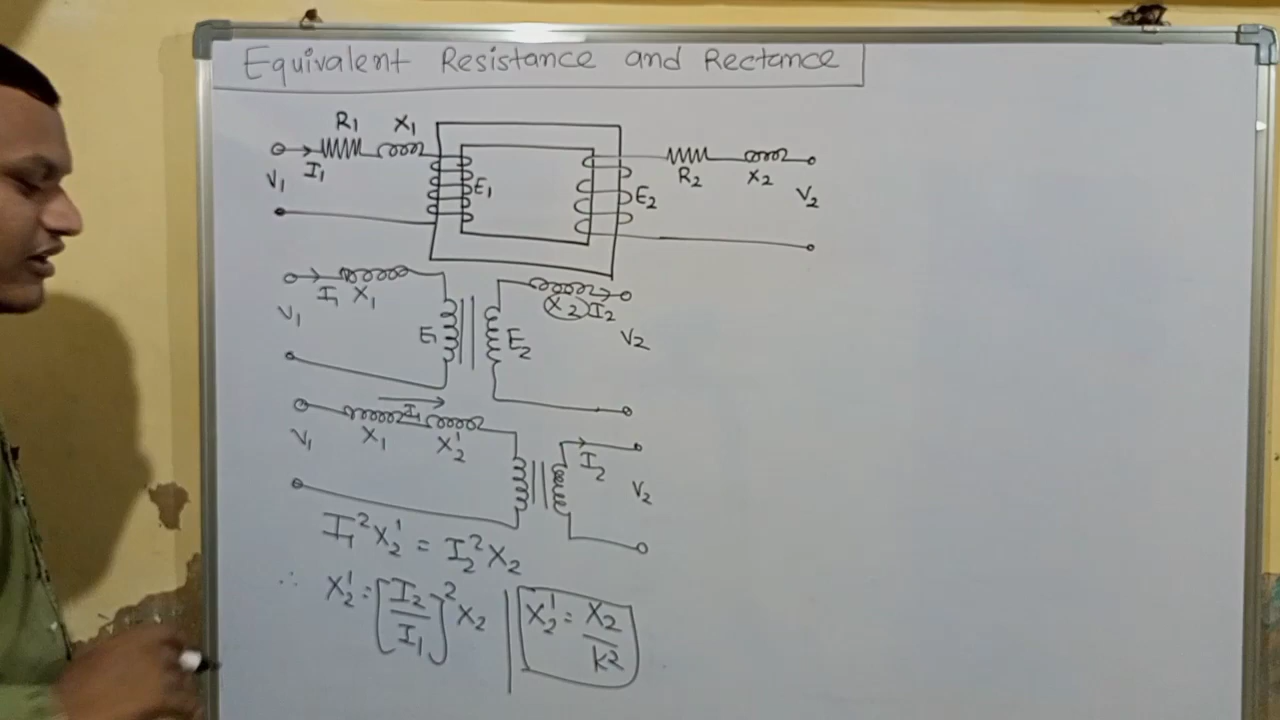 Equivalent Resistance and Rectance
R1 X1
V1 I1 E1 E2 R2 X2 V2
V1 I1 X1 E1 E2 X2 I2 V2
V1 X1 I1 X2' I2 V2
I1²X2' = I2²X2
∴ X2' = [I2/I1]² X2 | X2' = X2/K²